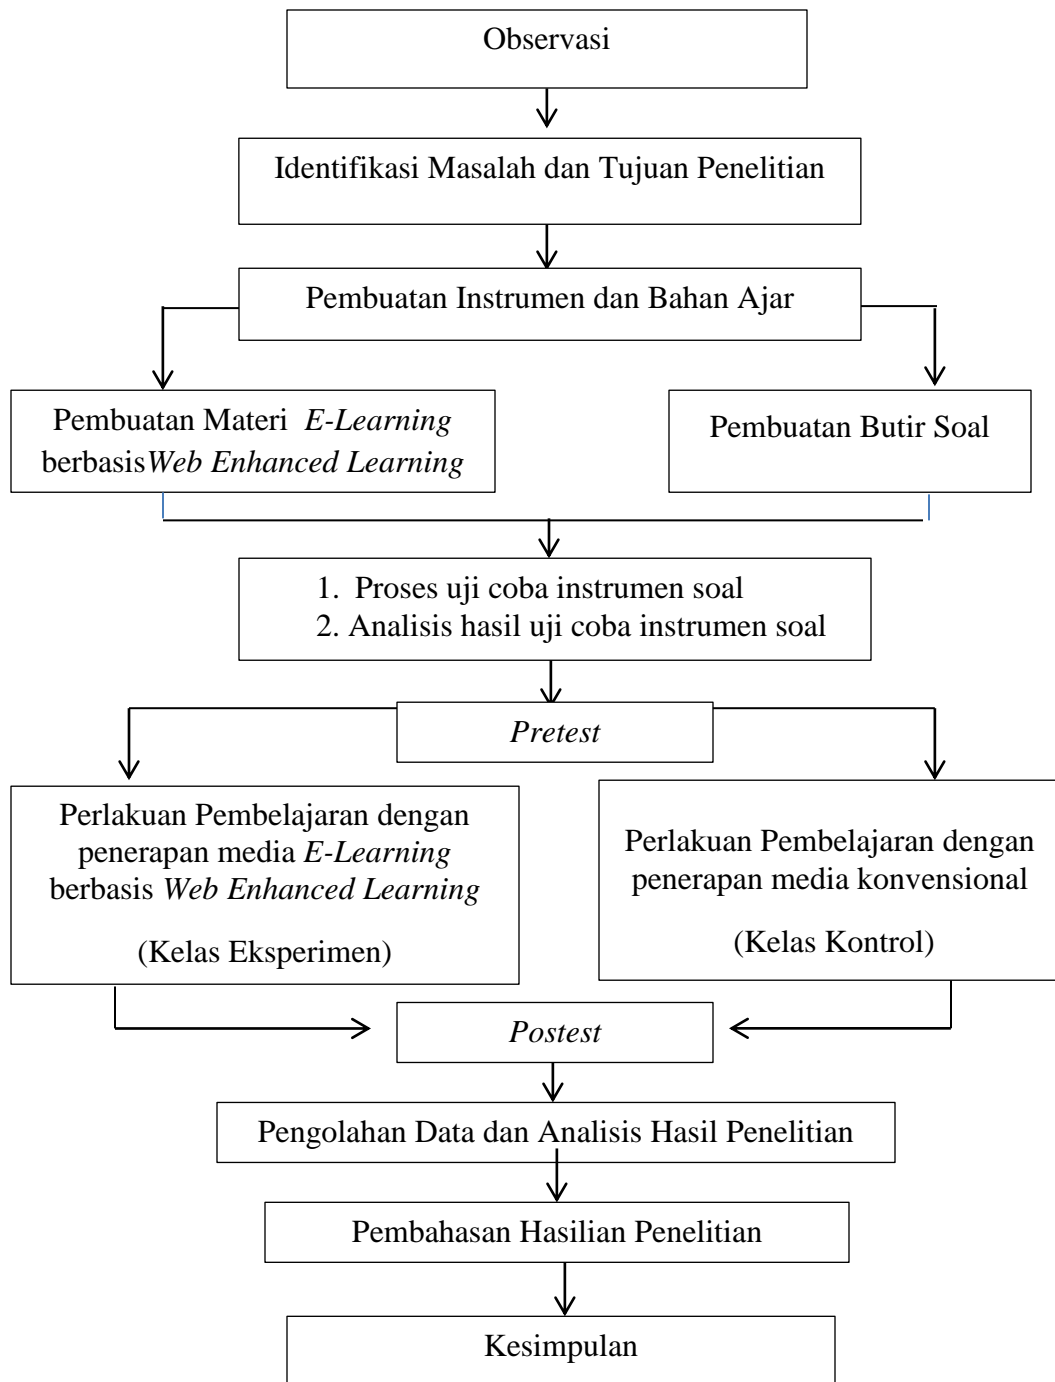 Observasi
Identifikasi Masalah dan Tujuan Penelitian
Pembuatan Instrumen dan Bahan Ajar
Pembuatan Materi E-Learning
berbasisWeb Enhanced Learning
Pembuatan Butir Soal
1. Proses uji coba instrumen soal
2. Analisis hasil uji coba instrumen soal
Pretest
Perlakuan Pembelajaran dengan
penerapan media E-Learning
berbasis Web Enhanced Learning
(Kelas Eksperimen)
Perlakuan Pembelajaran dengan
penerapan media konvensional
(Kelas Kontrol)
Postest
Pengolahan Data dan Analisis Hasil Penelitian
Pembahasan Hasilian Penelitian
Kesimpulan